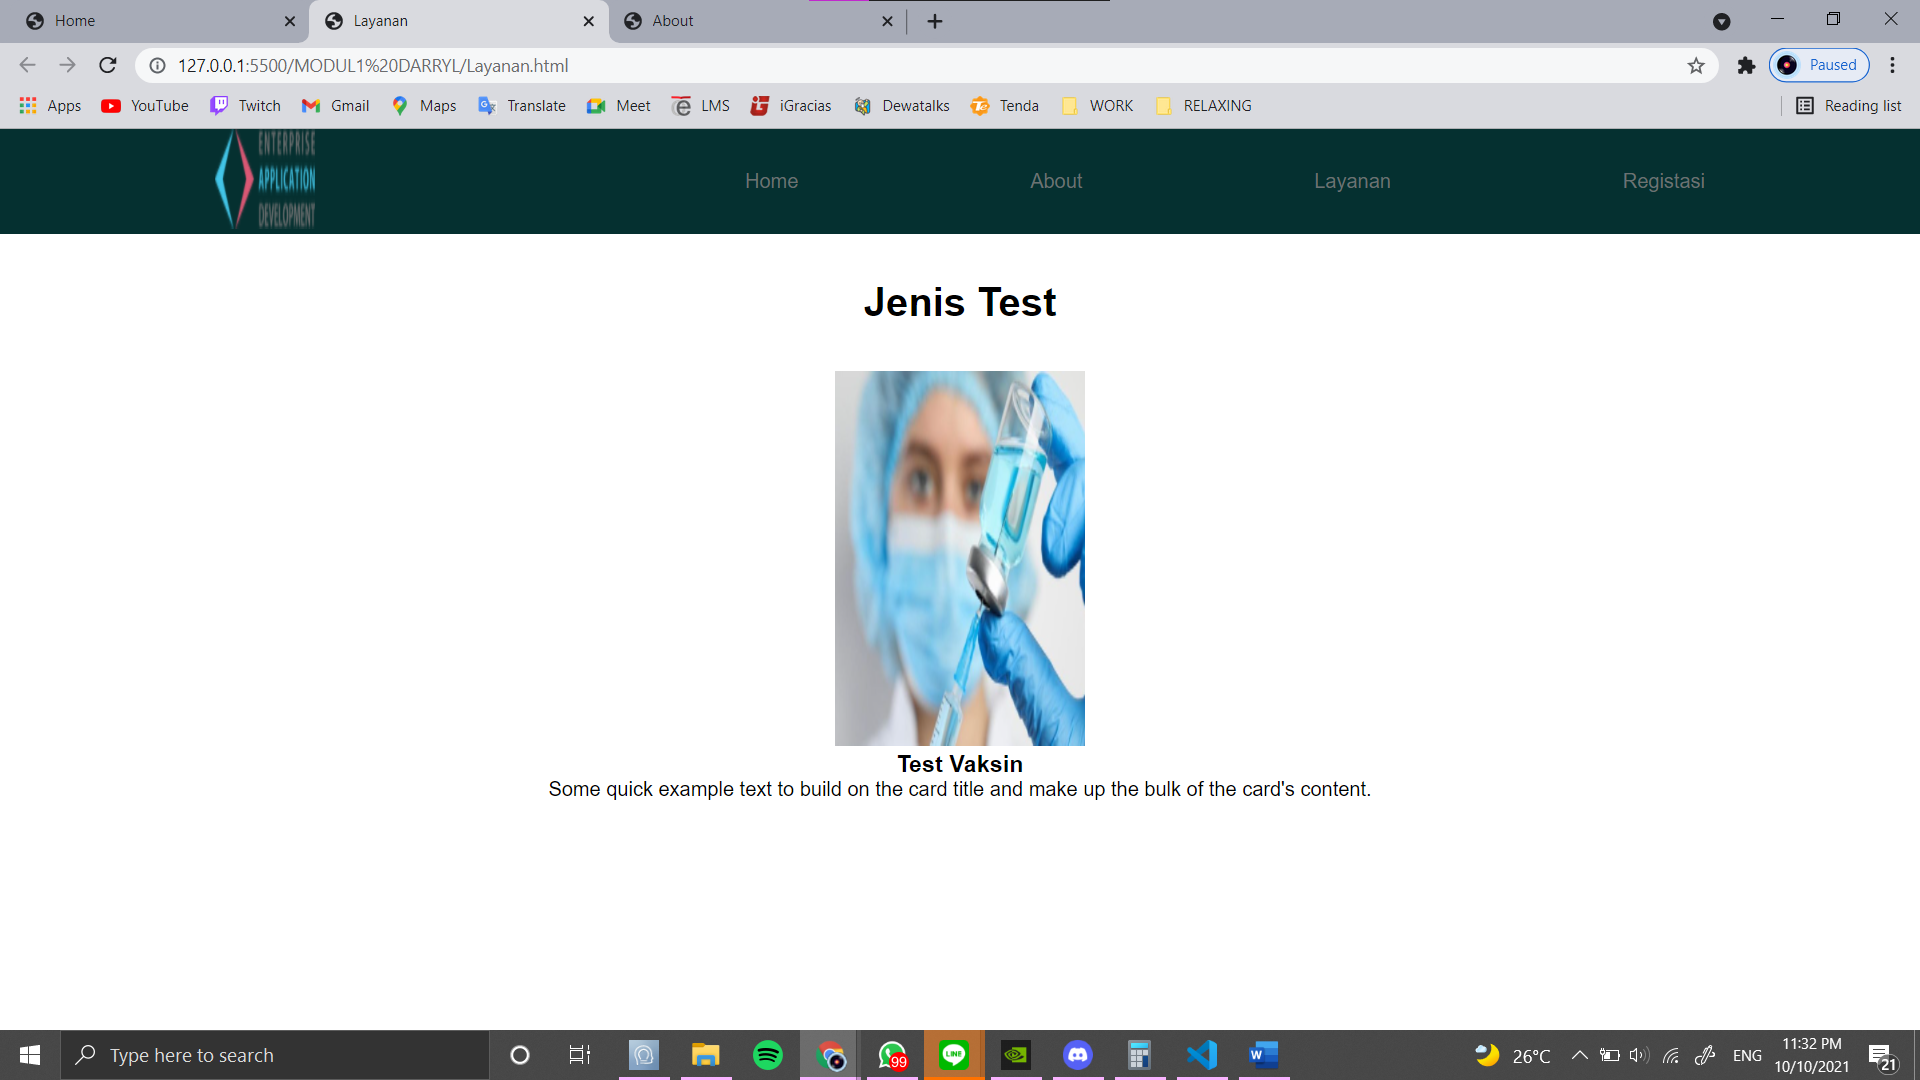 Home
Layanan
About
127.0.0.1:5500/MODUL1%20DARRYL/Layanan.html
Paused
Apps
YouTube
Twitch
Gmail
Maps
Translate
Meet
LMS
iGracias
Dewatalks
Tenda
WORK
RELAXING
Reading list
ENTERPRISE
APPLICATION
DEVELOPMENT
Home
About
Layanan
Registasi
Jenis Test
Test Vaksin
Some quick example text to build on the card title and make up the bulk of the card's content.
Type here to search
99
LINE
W
26°C
ENG
11:32 PM
10/10/2021
21